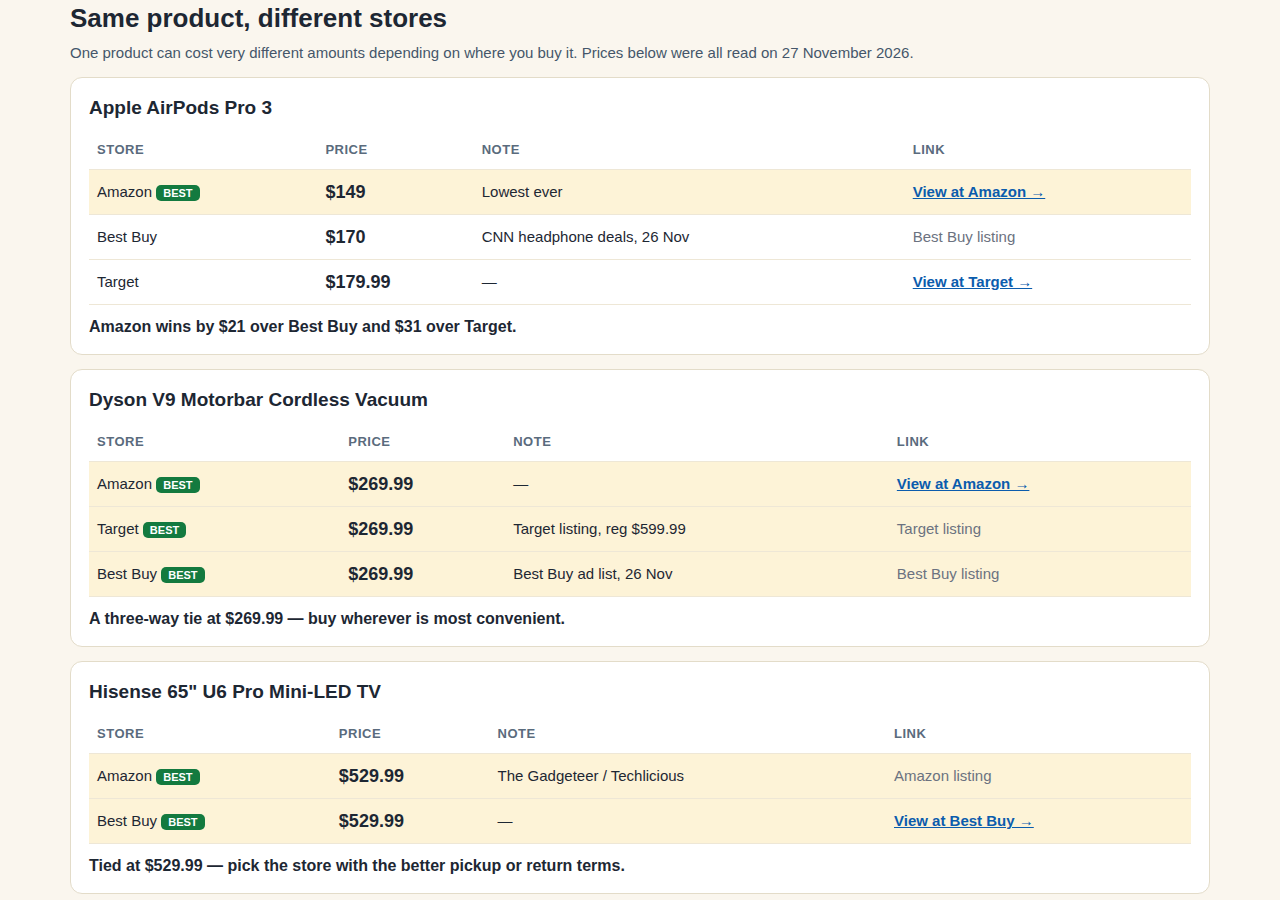 Same product, different stores
One product can cost very different amounts depending on where you buy it. Prices below were all read on 27 November 2026.
Apple AirPods Pro 3
STORE PRICE NOTE LINK
Amazon BEST $149 Lowest ever View at Amazon →
Best Buy $170 CNN headphone deals, 26 Nov Best Buy listing
Target $179.99 — View at Target →
Amazon wins by $21 over Best Buy and $31 over Target.
Dyson V9 Motorbar Cordless Vacuum
STORE PRICE NOTE LINK
Amazon BEST $269.99 — View at Amazon →
Target BEST $269.99 Target listing, reg $599.99 Target listing
Best Buy BEST $269.99 Best Buy ad list, 26 Nov Best Buy listing
A three-way tie at $269.99 — buy wherever is most convenient.
Hisense 65" U6 Pro Mini-LED TV
STORE PRICE NOTE LINK
Amazon BEST $529.99 The Gadgeteer / Techlicious Amazon listing
Best Buy BEST $529.99 — View at Best Buy →
Tied at $529.99 — pick the store with the better pickup or return terms.